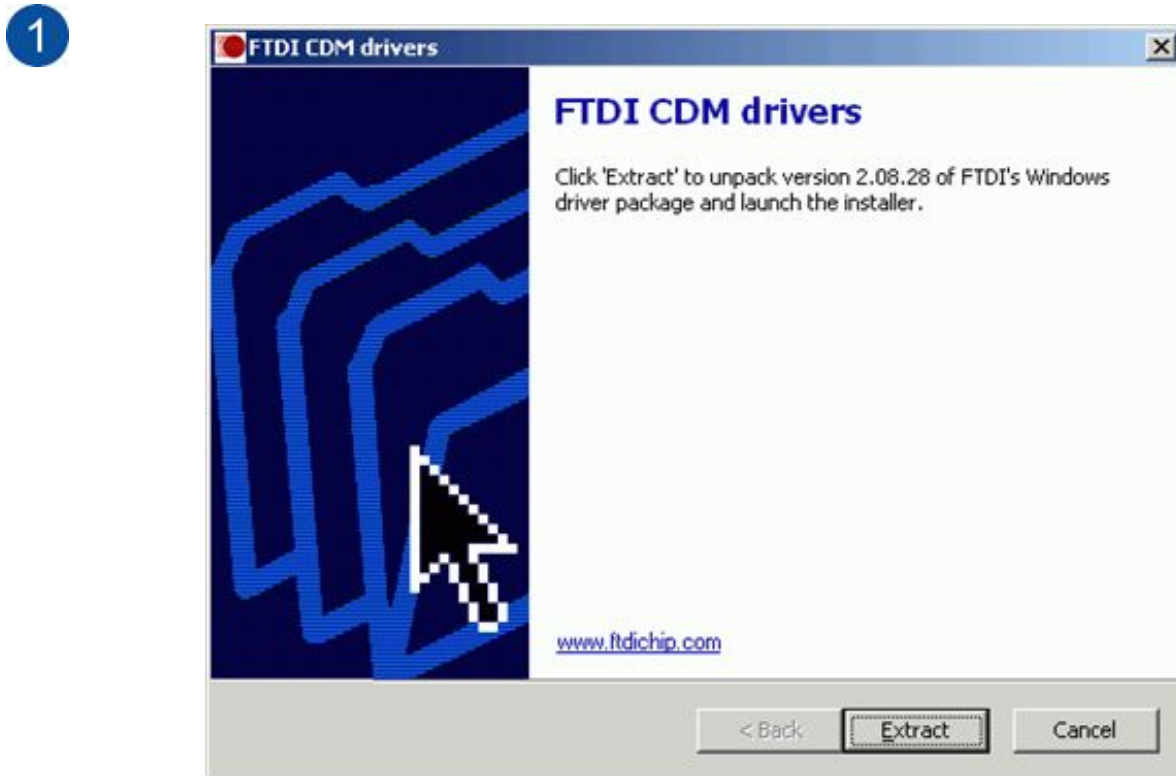 1
FTDI CDM drivers
FTDI CDM drivers
Click 'Extract' to unpack version 2.08.28 of FTDI's Windows
driver package and launch the installer.
www.ftdichip.com
< Back
Extract
Cancel